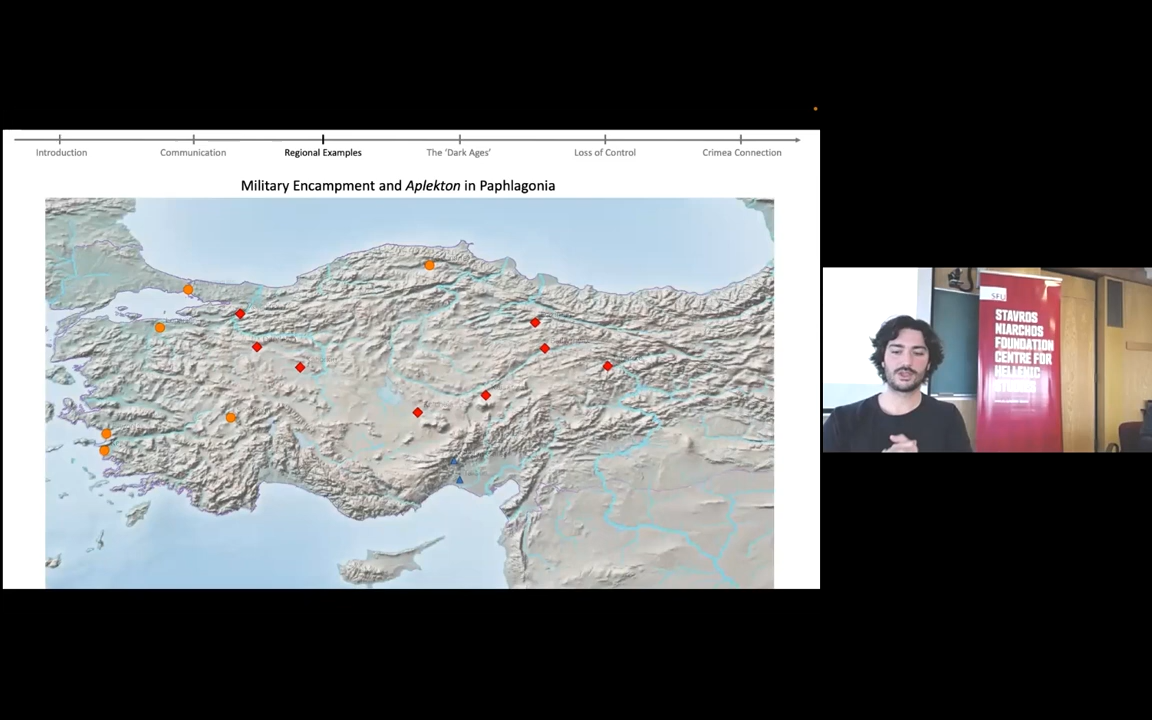 Introduction
Communication
Regional Examples
The ‘Dark Ages’
Loss of Control
Crimea Connection
Military Encampment and Aplekton in Paphlagonia
SFU
STAVROS
NIARCHOS
FOUNDATION
CENTRE FOR
HELLENIC